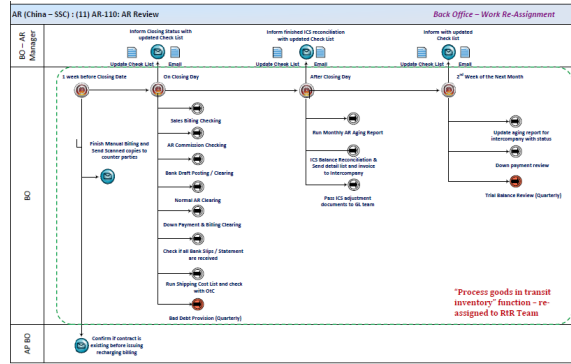 AR (China – SSC) : (11) AR-110: AR Review
Back Office – Work Re-Assignment
BO – AR
Manager
Inform Closing Status with
updated Check List
Update Check List
Email
Inform finished ICS reconciliation
with updated Check List
Update Check List
Email
Inform with updated
Check list
Update Check List
Email
BO
1 week before Closing Date
On Closing Day
After Closing Day
2nd Week of the Next Month
Finish Manual Billing and
Send Scanned copies to
counter parties
Sales Billing Checking
AR Commission Checking
Bank Draft Posting / Clearing
Normal AR Clearing
Down Payment & Billing Clearing
Check if all Bank Slips / Statement
are received
Run Shipping Cost List and check
with OtC
Bad Debt Provision (Quarterly)
Run Monthly AR Aging Report
ICS Balance Reconciliation &
Send detail list and invoice
to Intercompany
Pass ICS adjustment
documents to GL team
Update aging report for
intercompany with status
Down payment review
Trial Balance Review (Quarterly)
"Process goods in transit
inventory" function – re-
assigned to RtR Team
AP BO
Confirm if contract is
existing before issuing
recharging billing